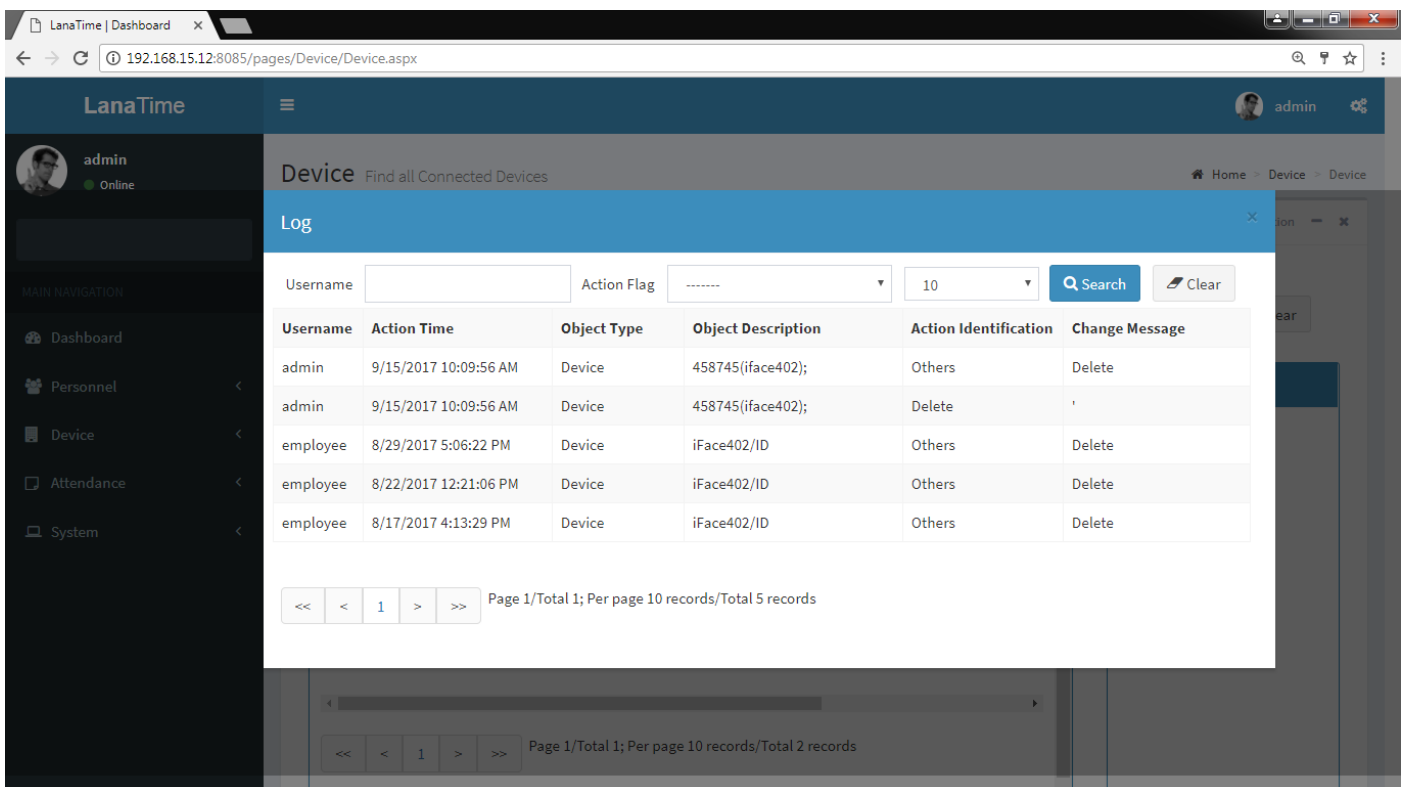 LanaTime | Dashboard
192.168.15.12:8085/pages/Device/Device.aspx
LanaTime
admin
admin
Online
Device Find all Connected Devices
Home > Device > Device
MAIN NAVIGATION
Dashboard
Personnel
Device
Attendance
System
Log
ion
ear
Username
Action Flag ------- 10 Search Clear
Username Action Time Object Type Object Description Action Identification Change Message
admin 9/15/2017 10:09:56 AM Device 458745(iface402); Others Delete
admin 9/15/2017 10:09:56 AM Device 458745(iface402); Delete '
employee 8/29/2017 5:06:22 PM Device iFace402/ID Others Delete
employee 8/22/2017 12:21:06 PM Device iFace402/ID Others Delete
employee 8/17/2017 4:13:29 PM Device iFace402/ID Others Delete
<< < 1 > >> Page 1/Total 1; Per page 10 records/Total 5 records
<< < 1 > >> Page 1/Total 1; Per page 10 records/Total 2 records